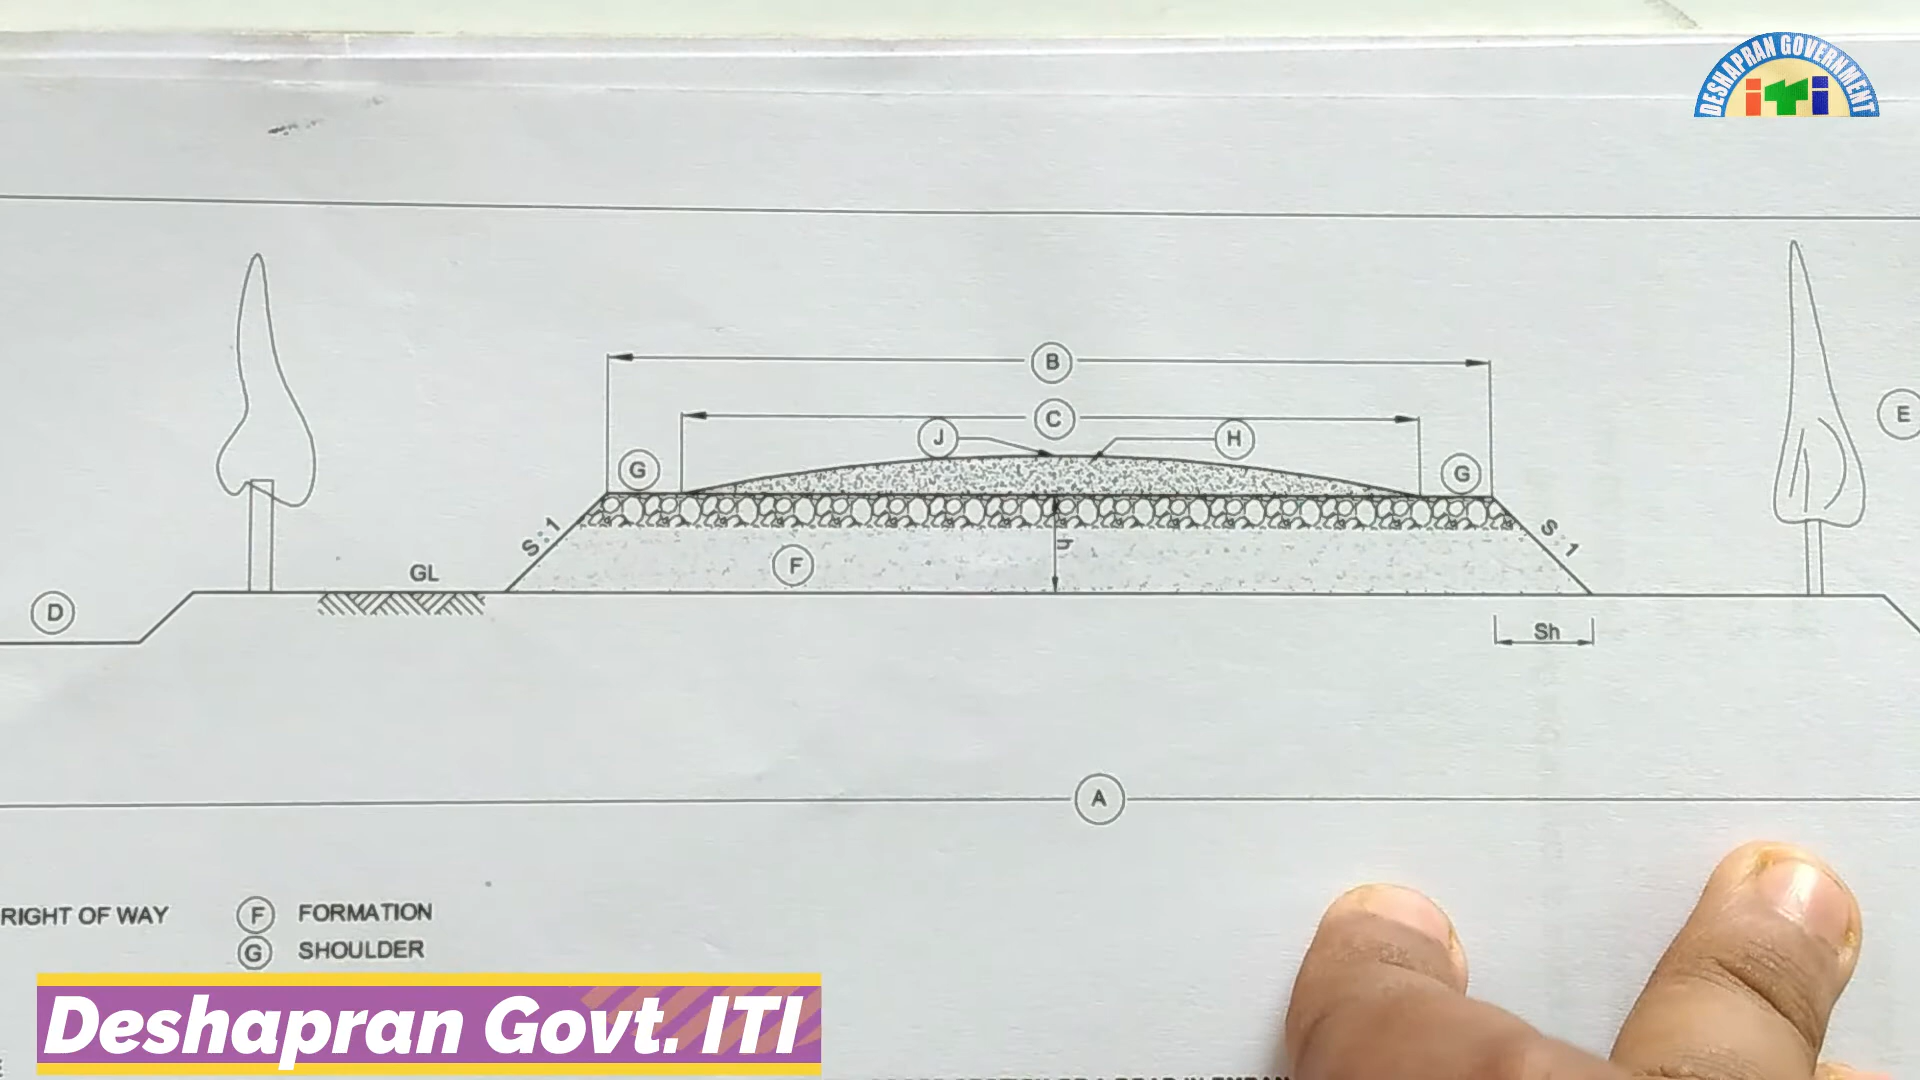 DESHAPRAN GOVERNMENT
iTi
B
C
J
H
G
G
E
S:1
S:1
h
F
GL
D
Sh
A
RIGHT OF WAY
F FORMATION
G SHOULDER
Deshapran Govt. ITI